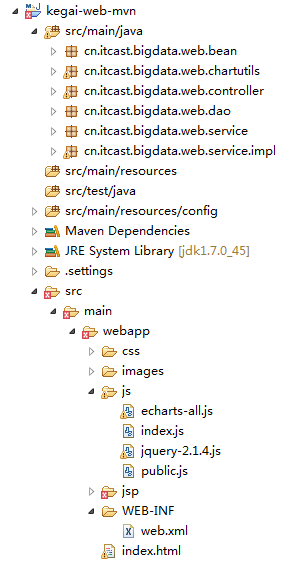 kegai-web-mvn
src/main/java
cn.itcast.bigdata.web.bean
cn.itcast.bigdata.web.chartutils
cn.itcast.bigdata.web.controller
cn.itcast.bigdata.web.dao
cn.itcast.bigdata.web.service
cn.itcast.bigdata.web.service.impl
src/main/resources
src/test/java
src/main/resources/config
Maven Dependencies
JRE System Library [jdk1.7.0_45]
.settings
src
main
webapp
css
images
js
echarts-all.js
index.js
jquery-2.1.4.js
public.js
jsp
WEB-INF
web.xml
index.html